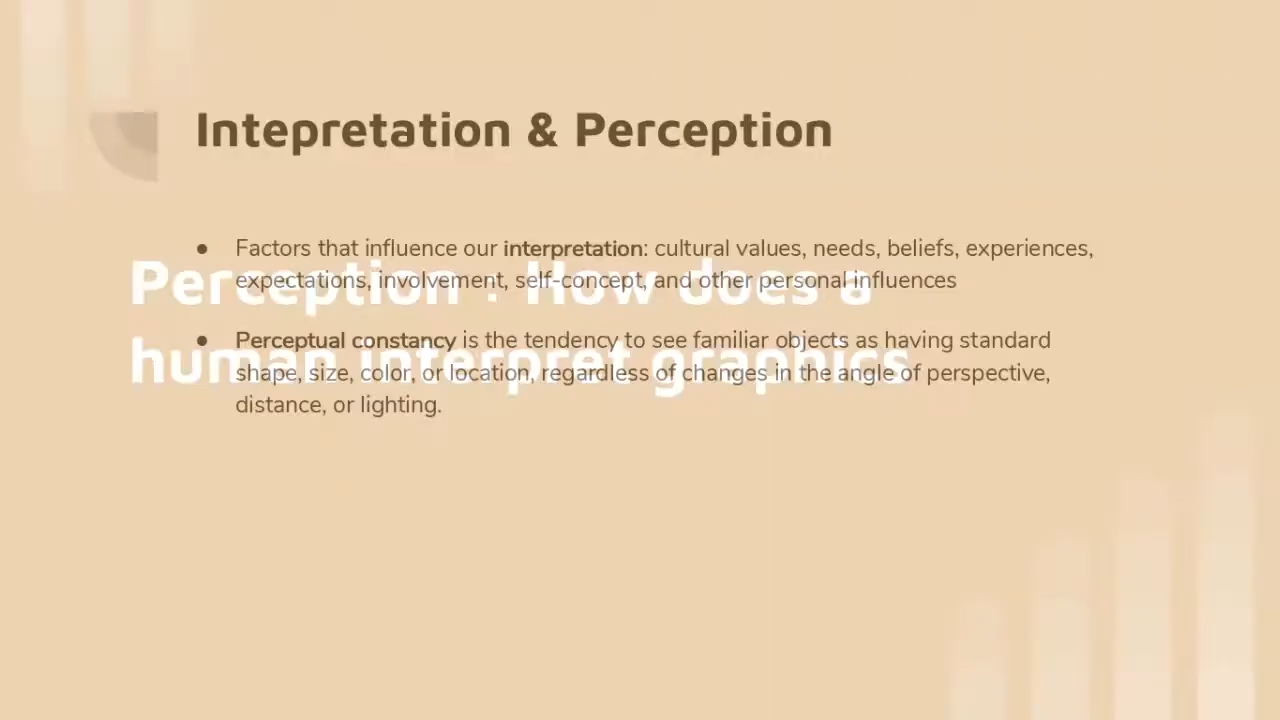 Intepretation & Perception
● Factors that influence our interpretation: cultural values, needs, beliefs, experiences,
expectations, involvement, self-concept, and other personal influences
● Perceptual constancy is the tendency to see familiar objects as having standard
shape, size, color, or location, regardless of changes in the angle of perspective,
distance, or lighting.
Perception : How does a
human interpret graphics